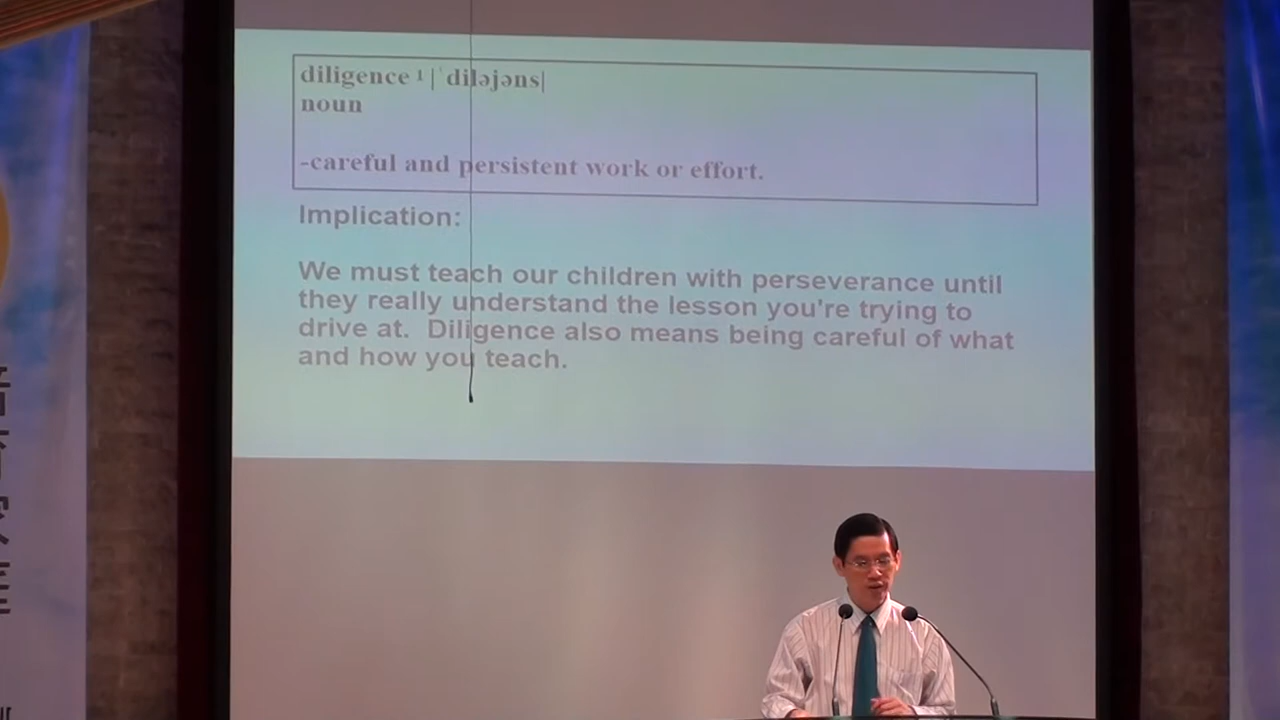 diligence ¹ |ˈdiləjəns|
noun
-careful and persistent work or effort.
Implication:
We must teach our children with perseverance until
they really understand the lesson you're trying to
drive at.  Diligence also means being careful of what
and how you teach.